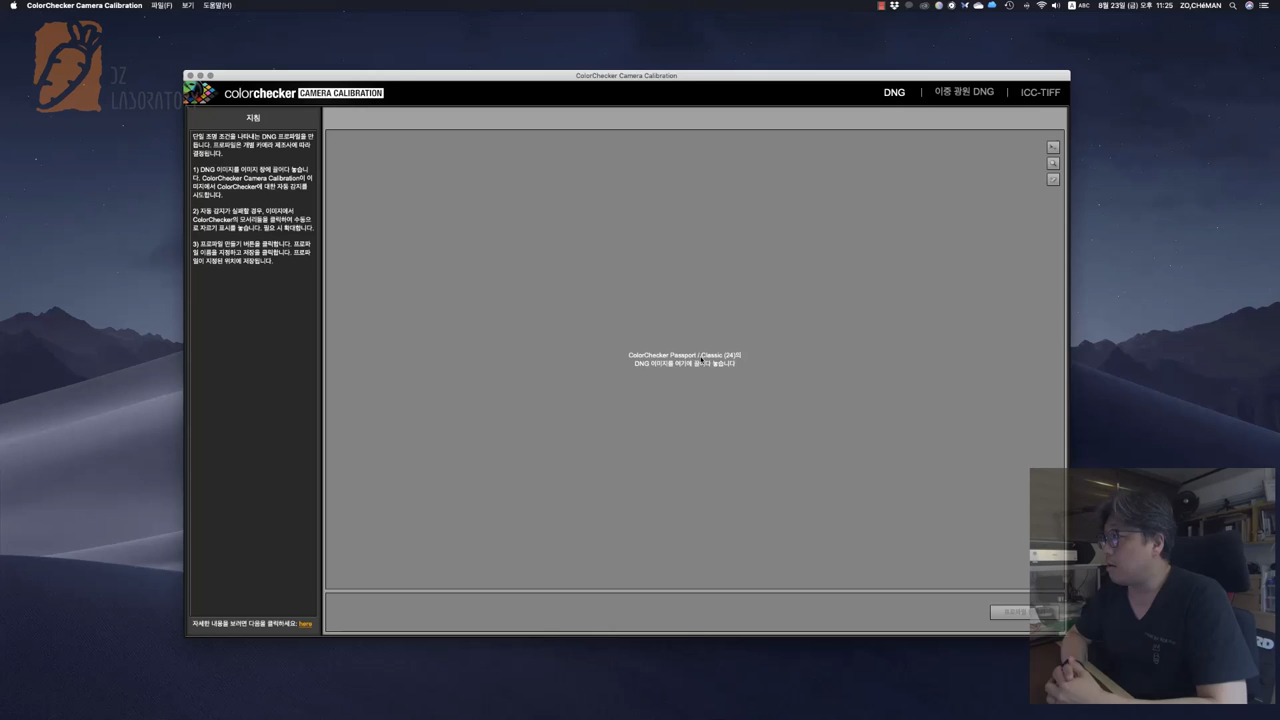 ColorChecker Camera Calibration 파일(F) 보기 도움말(H)
ABC 8월 23일 (금) 오후 11:25 ZO,CHéMAN
JZ
LABORATO
ColorChecker Camera Calibration
colorchecker CAMERA CALIBRATION
DNG | 이중 광원 DNG | ICC-TIFF
지침
단일 조명 조건을 나타내는 DNG 프로파일을 만
듭니다. 프로파일은 개별 카메라 제조사에 따라
결정됩니다.
1) DNG 이미지를 이미지 창에 끌어다 놓습니
다. ColorChecker Camera Calibration이 이
미지에서 ColorChecker에 대한 자동 감지를
시도합니다.
2) 자동 감지가 실패할 경우, 이미지에서
ColorChecker의 모서리들을 클릭하여 수동으
로 자르기 표시를 놓습니다. 필요 시 확대합니다.
3) 프로파일 만들기 버튼을 클릭합니다. 프로파
일 이름을 지정하고 저장을 클릭합니다. 프로파
일이 지정된 위치에 저장됩니다.
ColorChecker Passport / Classic (24)의
DNG 이미지를 여기에 끌어다 놓습니다
프로파일
자세한 내용을 보려면 다음을 클릭하세요: here